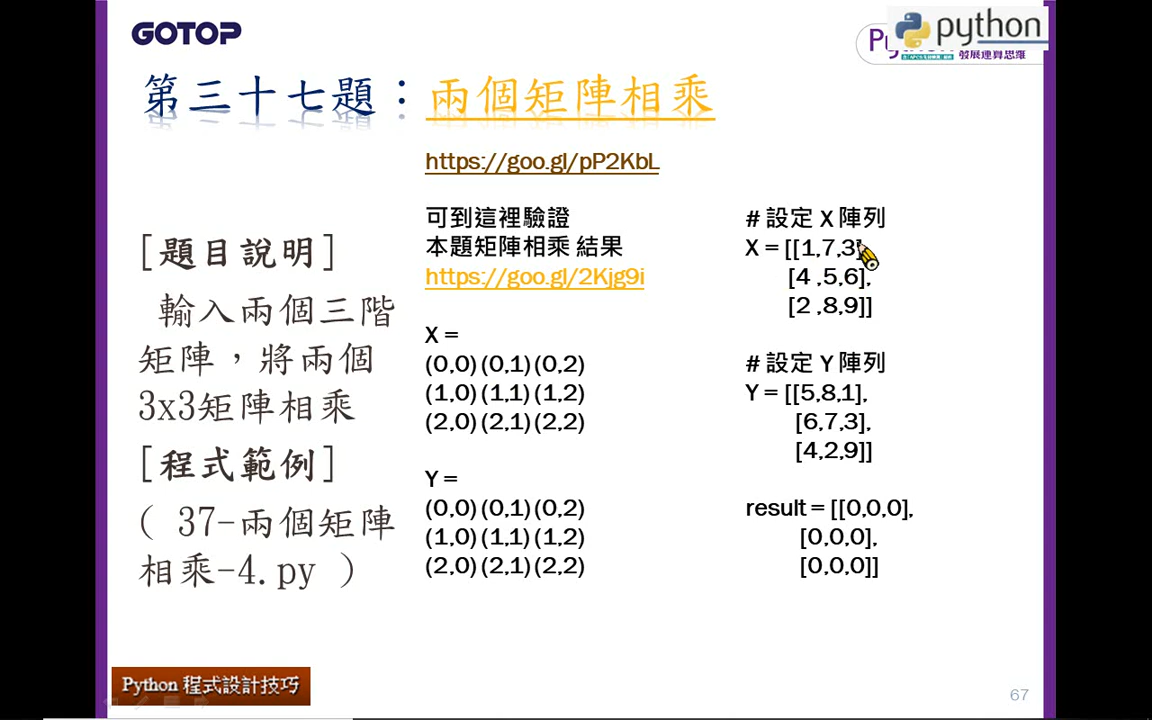 GOTOP
python
發展運算思維
第三十七題：兩個矩陣相乘
https://goo.gl/pP2KbL
[題目說明]
輸入兩個三階
矩陣，將兩個
3x3矩陣相乘
[程式範例]
( 37-兩個矩陣
相乘-4.py )
可到這裡驗證
本題矩陣相乘 結果
https://goo.gl/2Kjg9i
X =
(0,0) (0,1) (0,2)
(1,0) (1,1) (1,2)
(2,0) (2,1) (2,2)
Y =
(0,0) (0,1) (0,2)
(1,0) (1,1) (1,2)
(2,0) (2,1) (2,2)
# 設定 X 陣列
X = [[1,7,3],
[4 ,5,6],
[2 ,8,9]]
# 設定 Y 陣列
Y = [[5,8,1],
[6,7,3],
[4,2,9]]
result = [[0,0,0],
[0,0,0],
[0,0,0]]
Python 程式設計技巧
67